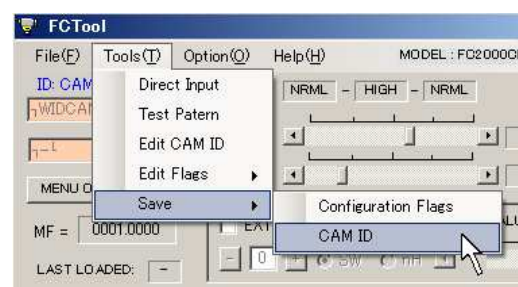 FCTool
File(F) Tools(T) Option(O) Help(H) MODEL : FC2000C
ID: CAM
Direct Input
NRML - HIGH - NRML
Test Patern
Edit CAM ID
Edit Flags
MENU O
Save
Configuration Flags
MF = 0001.0000
EXT
CAM ID
LAST LOADED: -
- 0 + SW